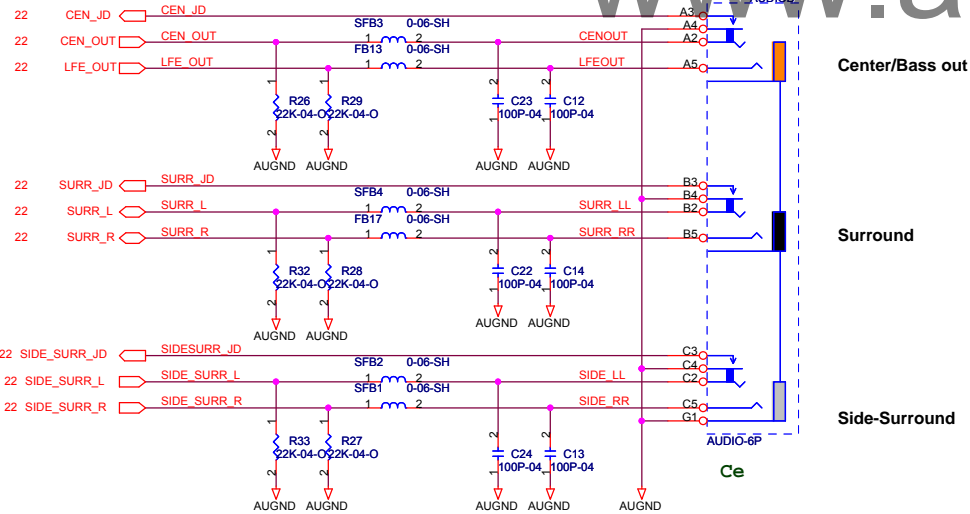 www.a
22 CEN_JD CEN_JD A3
A4
SFB3 0-06-SH
22 CEN_OUT CEN_OUT 1 2 CENOUT A2
FB13 0-06-SH
22 LFE_OUT LFE_OUT 1 2 LFEOUT A5 Center/Bass out
1 1 2 2
R26 R29 C23 C12
22K-04-O 22K-04-O 100P-04 100P-04
2 2 1 1
AUGND AUGND AUGND AUGND
22 SURR_JD SURR_JD B3
SFB4 0-06-SH B4
22 SURR_L SURR_L 1 2 SURR_LL B2
FB17 0-06-SH
22 SURR_R SURR_R 1 2 SURR_RR B5 Surround
1 1 2 2
R32 R28 C22 C14
22K-04-O 22K-04-O 100P-04 100P-04
2 2 1 1
AUGND AUGND AUGND AUGND
22 SIDE_SURR_JD SIDESURR_JD C3
SFB2 0-06-SH C4
22 SIDE_SURR_L SIDE_SURR_L 1 2 SIDE_LL C2
SFB1 0-06-SH
22 SIDE_SURR_R SIDE_SURR_R 1 2 SIDE_RR C5
G1 Side-Surround
1 1 2 2
R33 R27 C24 C13 AUDIO-6P
22K-04-O 22K-04-O 100P-04 100P-04
2 2 1 1
Ce
AUGND AUGND AUGND AUGND AUGND